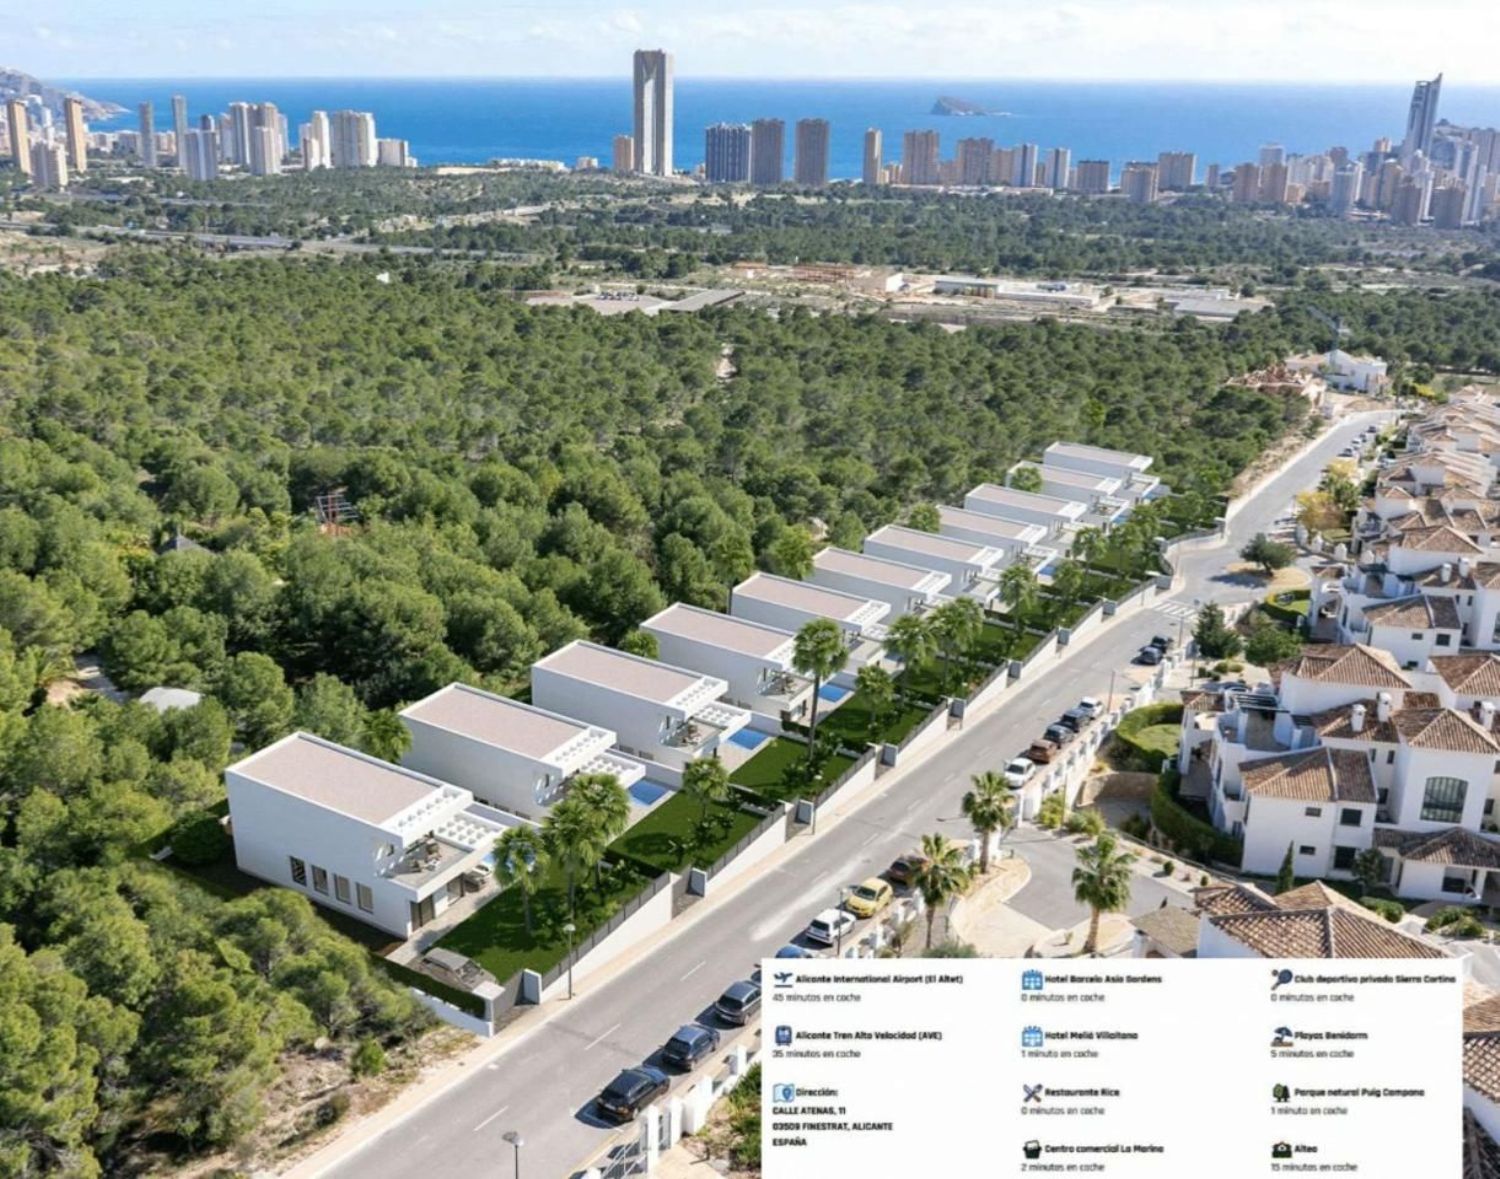 Alicante International Airport (El Altet)
45 minutos en coche
Alicante Tren Alta Velocidad (AVE)
35 minutos en coche
Dirección:
CALLE ATENAS, 11
03509 FINESTRAT, ALICANTE
ESPAÑA
Hotel Barcelo Asia Gardens
0 minutos en coche
Hotel Meliá Villaitana
1 minuto en coche
Restaurante Rice
0 minutos en coche
Centro comercial La Marina
2 minutos en coche
Club deportivo privado Sierra Cortina
0 minutos en coche
Playas Benidorm
5 minutos en coche
Parque natural Puig Campana
1 minuto en coche
Altea
15 minutos en coche